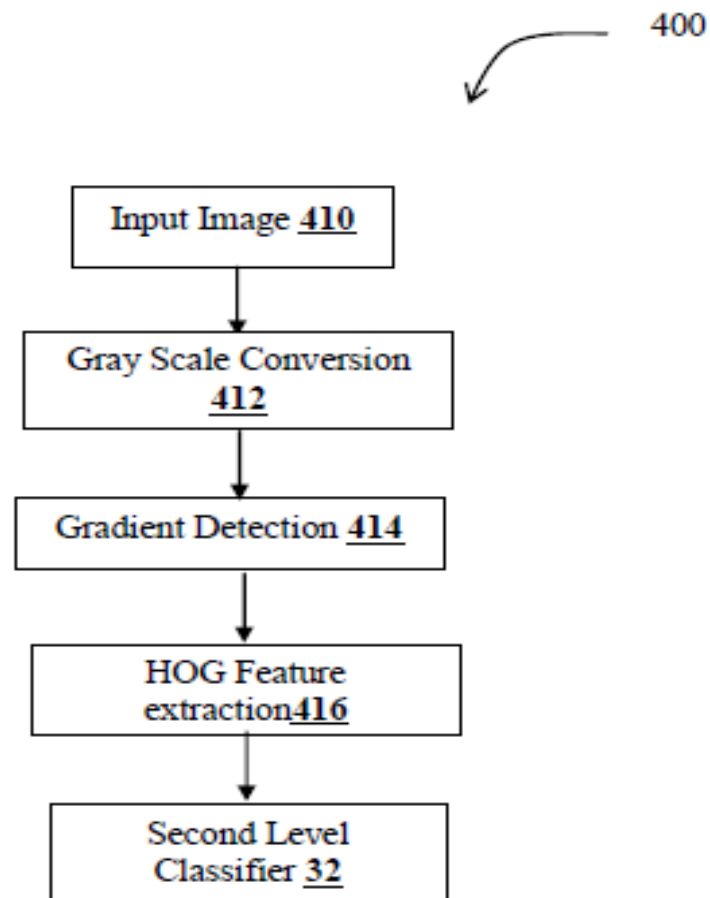 400
Input Image 410
Gray Scale Conversion
412
Gradient Detection 414
HOG Feature
extraction416
Second Level
Classifier 32